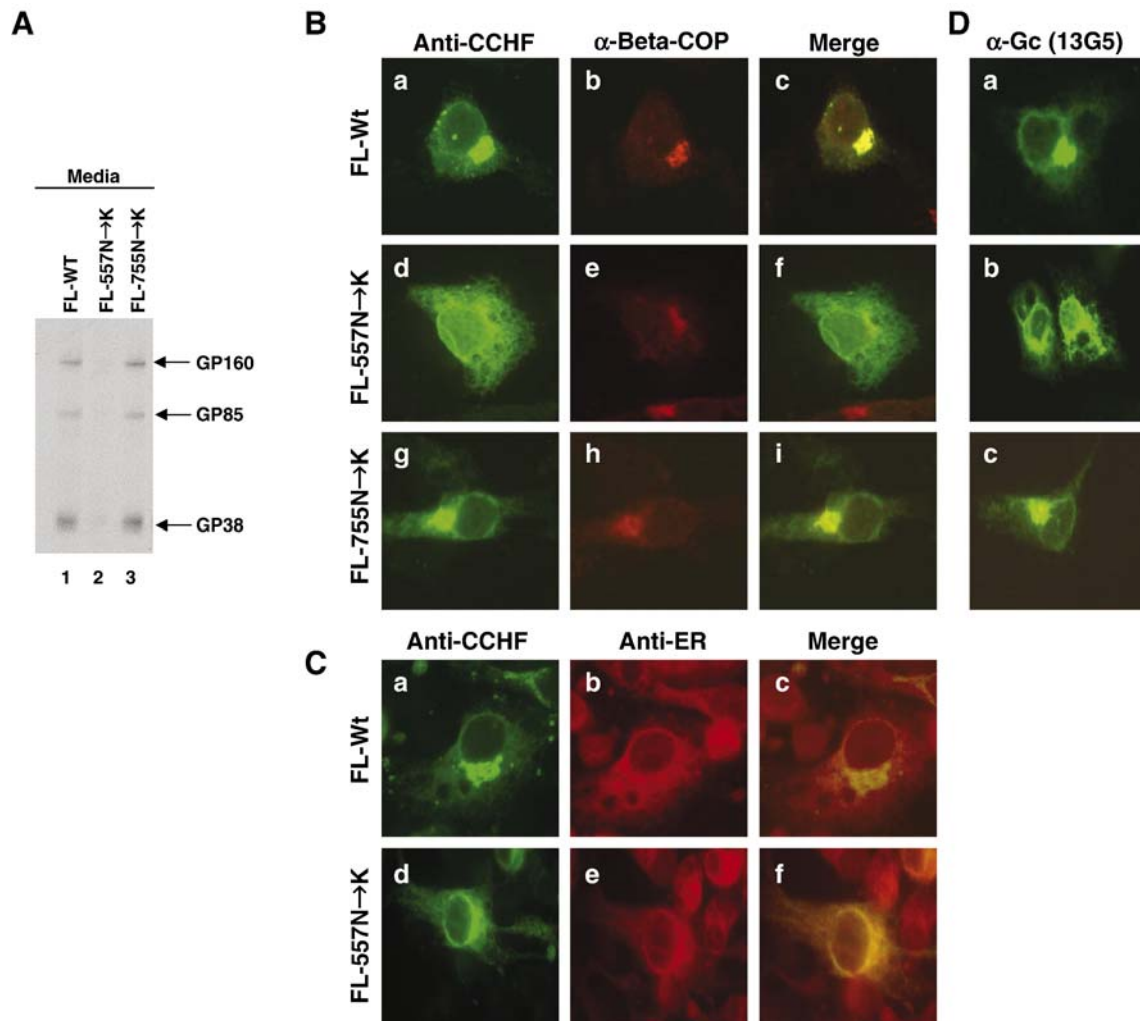 A
Media
FL-WT
FL-557N→K
FL-755N→K
GP160
GP85
GP38
1 2 3
B
Anti-CCHF α-Beta-COP Merge
FL-Wt
a b c
FL-557N→K
d e f
FL-755N→K
g h i
C
Anti-CCHF Anti-ER Merge
FL-Wt
a b c
FL-557N→K
d e f
D
α-Gc (13G5)
a
b
c